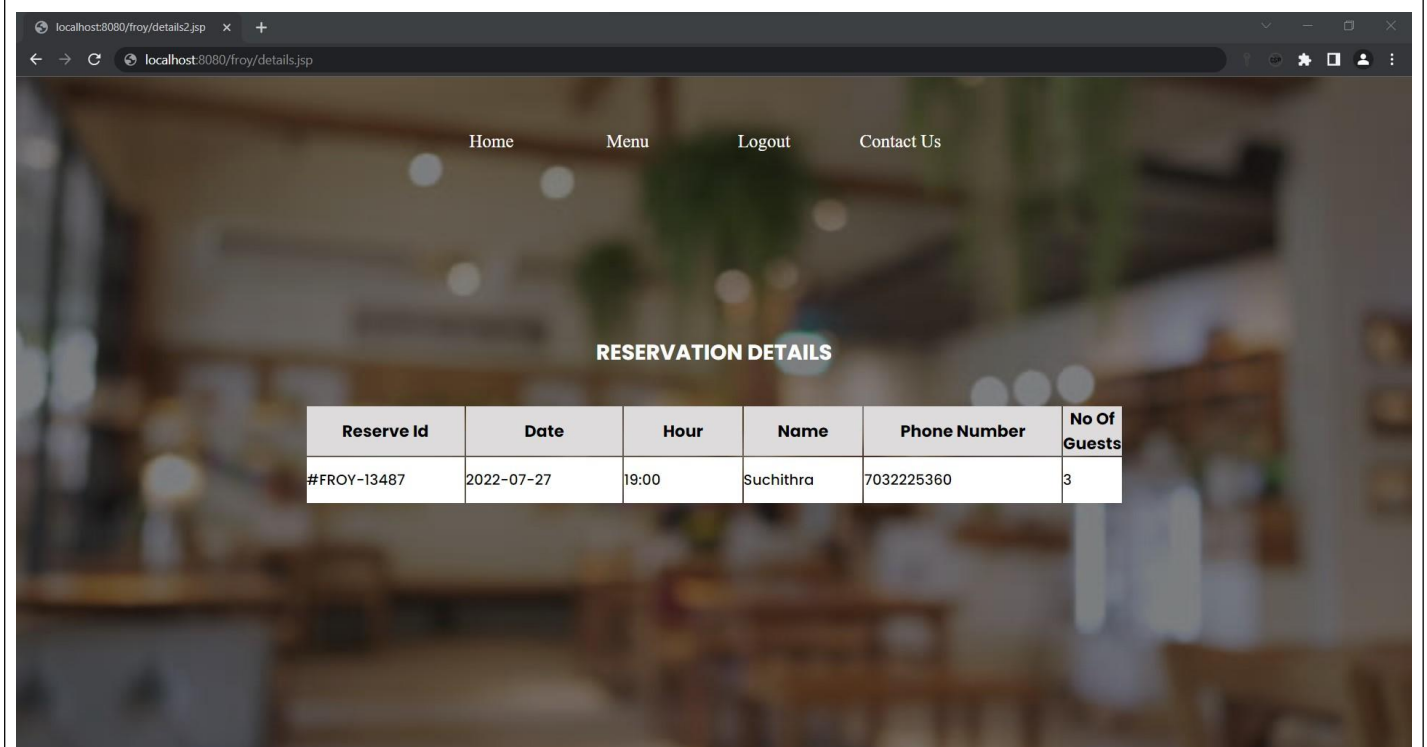 localhost:8080/froy/details2.jsp
localhost:8080/froy/details.jsp
Home Menu Logout Contact Us
RESERVATION DETAILS
Reserve Id Date Hour Name Phone Number No Of Guests
#FROY-13487 2022-07-27 19:00 Suchithra 7032225360 3